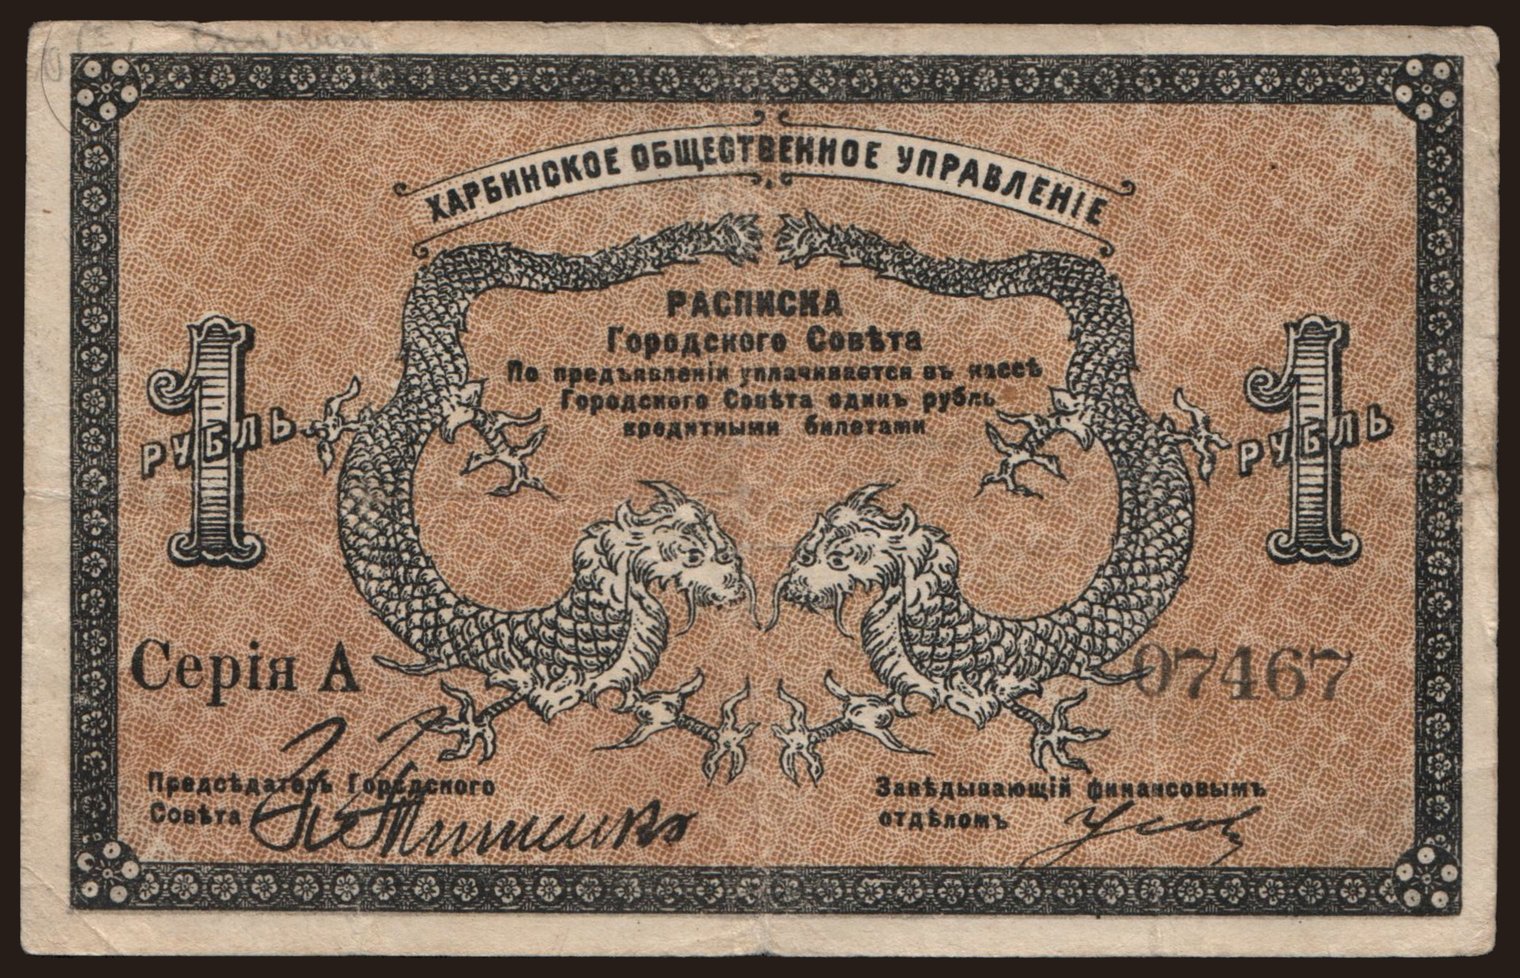 ХАРБИНСКОЕ ОБЩЕСТВЕННОЕ УПРАВЛЕНІЕ
РАСПИСКА
Городского Совѣта
По предъявленіи уплачивается въ кассѣ
Городского Совѣта одинъ рубль
кредитными билетами
1 РУБЛЬ
1 РУБЛЬ
Серія А
07467
Предсѣдатель Городского
Совѣта
Завѣдывающій финансовымъ
отдѣломъ